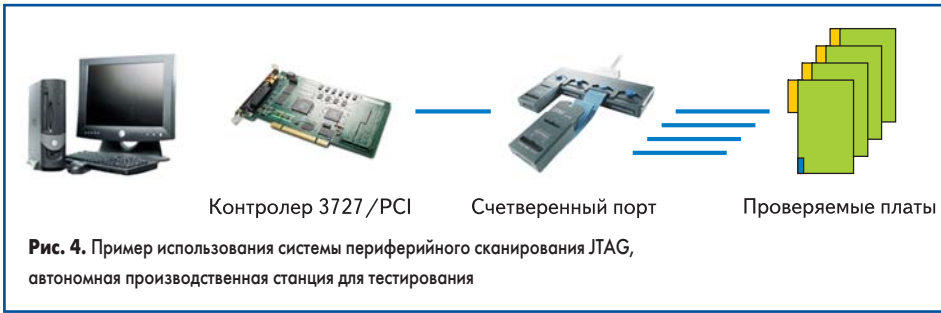 Контролер 3727/PCI
Счетверенный порт
Проверяемые платы
Рис. 4. Пример использования системы периферийного сканирования JTAG,
автономная производственная станция для тестирования